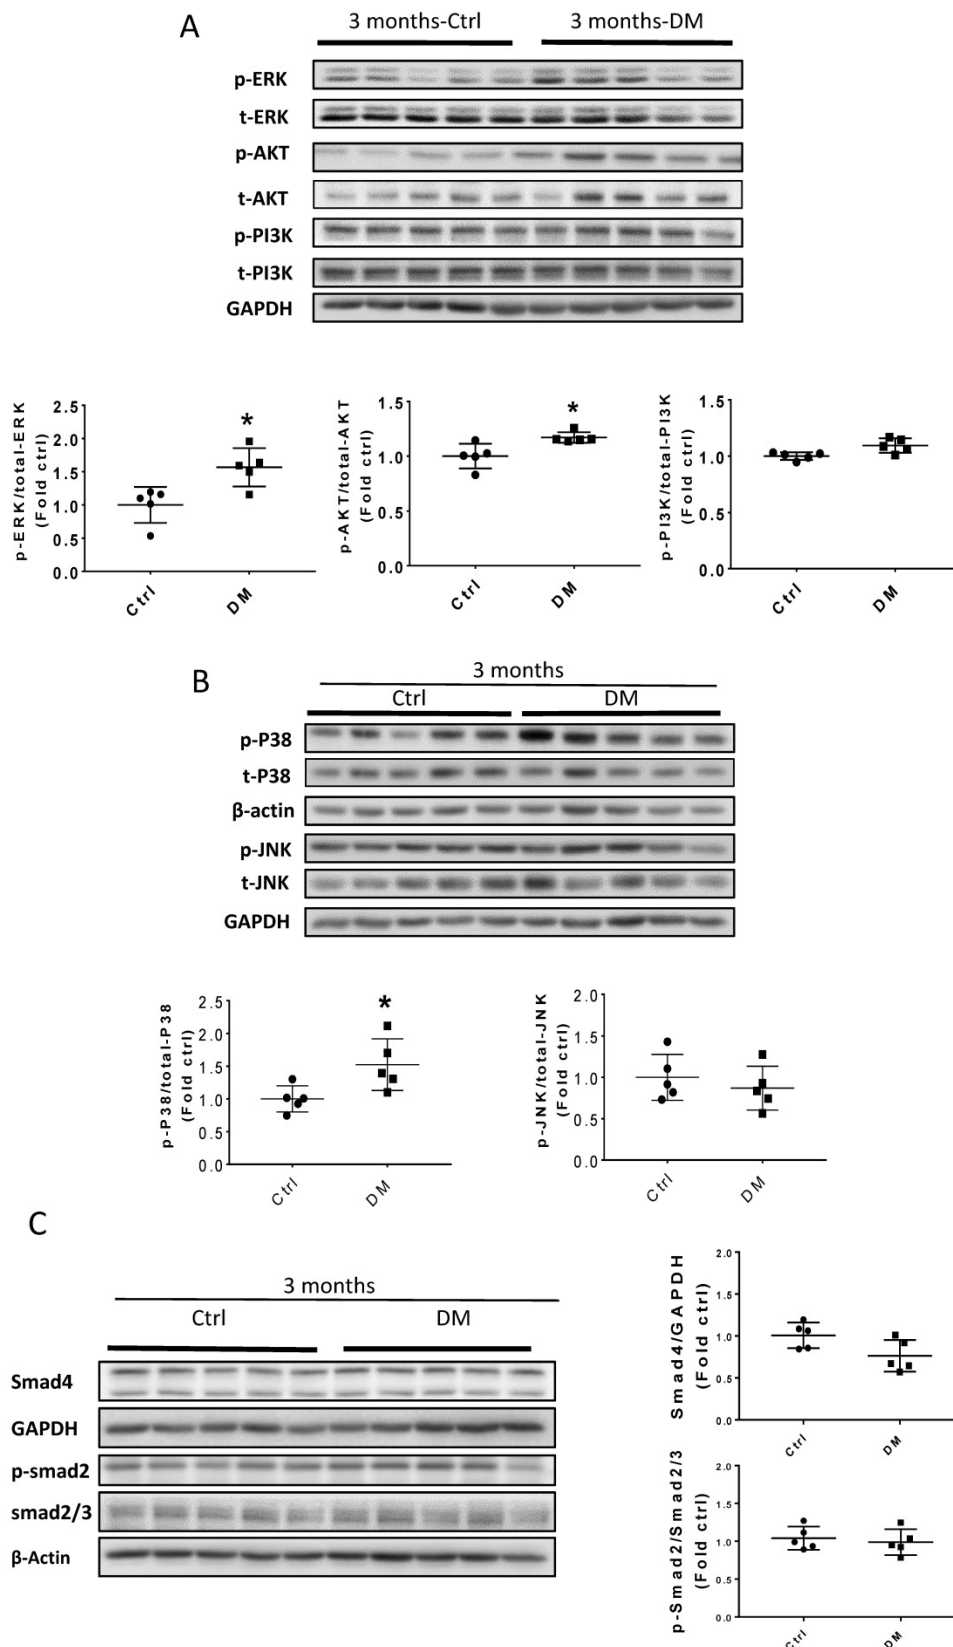 A
3 months-Ctrl 3 months-DM
p-ERK
t-ERK
p-AKT
t-AKT
p-PI3K
t-PI3K
GAPDH
p-ERK/total-ERK
(Fold ctrl)
2.5
2.0
1.5
1.0
0.5
0.0
*
Ctrl DM
p-AKT/total-AKT
(Fold ctrl)
1.5
1.0
0.5
0.0
*
Ctrl DM
p-PI3K/total-PI3K
(Fold ctrl)
1.5
1.0
0.5
0.0
Ctrl DM
B
3 months
Ctrl DM
p-P38
t-P38
β-actin
p-JNK
t-JNK
GAPDH
p-P38/total-P38
(Fold ctrl)
2.5
2.0
1.5
1.0
0.5
0.0
*
Ctrl DM
p-JNK/total-JNK
(Fold ctrl)
2.0
1.5
1.0
0.5
0.0
Ctrl DM
C
3 months
Ctrl DM
Smad4
GAPDH
p-smad2
smad2/3
β-Actin
Smad4/GAPDH
(Fold ctrl)
2.0
1.5
1.0
0.5
0.0
Ctrl DM
p-Smad2/Smad2/3
(Fold ctrl)
2.0
1.5
1.0
0.5
0.0
Ctrl DM